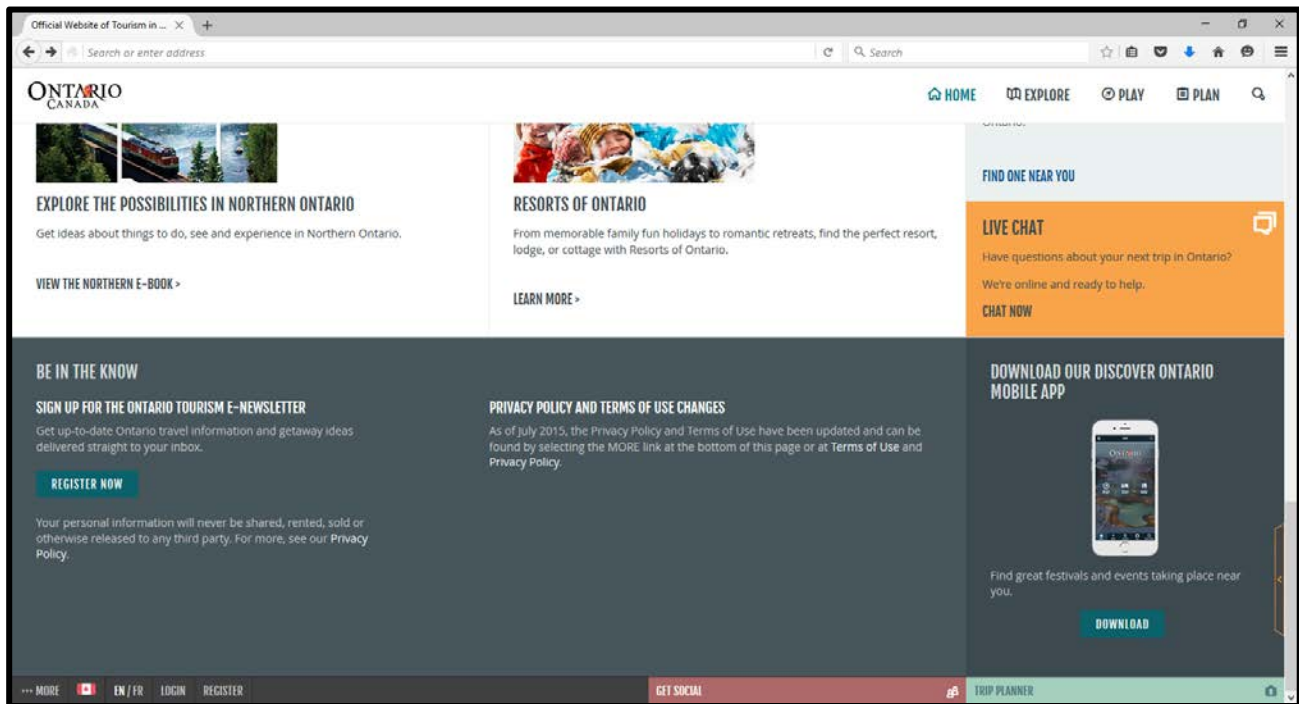 Official Website of Tourism in ...
Search or enter address
Search
ONTARIO
CANADA
HOME
EXPLORE
PLAY
PLAN
Ontario.
FIND ONE NEAR YOU
EXPLORE THE POSSIBILITIES IN NORTHERN ONTARIO
Get ideas about things to do, see and experience in Northern Ontario.
VIEW THE NORTHERN E-BOOK >
RESORTS OF ONTARIO
From memorable family fun holidays to romantic retreats, find the perfect resort,
lodge, or cottage with Resorts of Ontario.
LEARN MORE >
LIVE CHAT
Have questions about your next trip in Ontario?
We're online and ready to help.
CHAT NOW
BE IN THE KNOW
SIGN UP FOR THE ONTARIO TOURISM E-NEWSLETTER
Get up-to-date Ontario travel information and getaway ideas
delivered straight to your inbox.
REGISTER NOW
Your personal information will never be shared, rented, sold or
otherwise released to any third party. For more, see our Privacy
Policy.
PRIVACY POLICY AND TERMS OF USE CHANGES
As of July 2015, the Privacy Policy and Terms of Use have been updated and can be
found by selecting the MORE link at the bottom of this page or at Terms of Use and
Privacy Policy.
DOWNLOAD OUR DISCOVER ONTARIO
MOBILE APP
ONTARIO
Find great festivals and events taking place near
you.
DOWNLOAD
••• MORE
EN / FR
LOGIN
REGISTER
GET SOCIAL
TRIP PLANNER